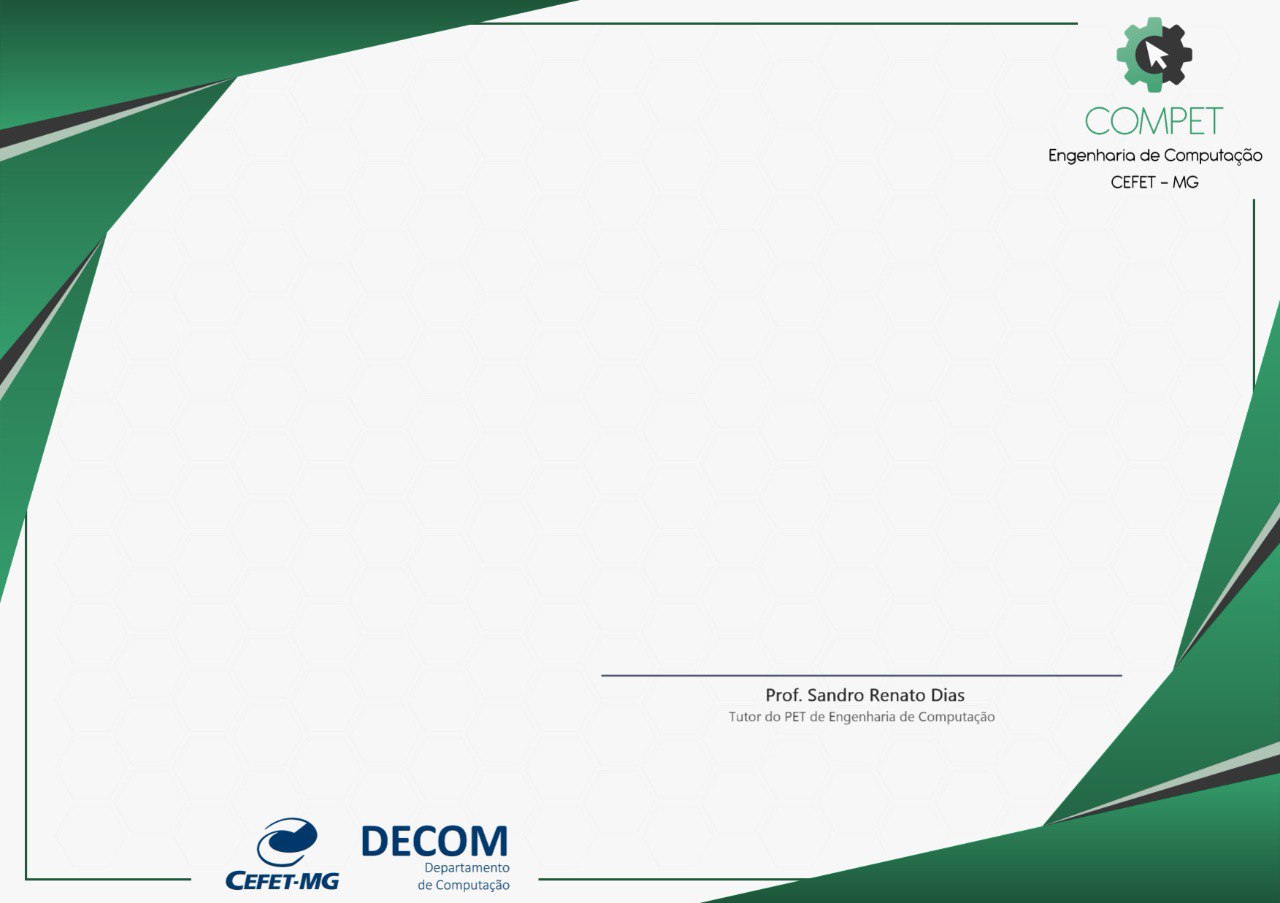 COMPET
Engenharia de Computação
CEFET – MG
Prof. Sandro Renato Dias
Tutor do PET de Engenharia de Computação
CEFET-MG
DECOM
Departamento
de Computação